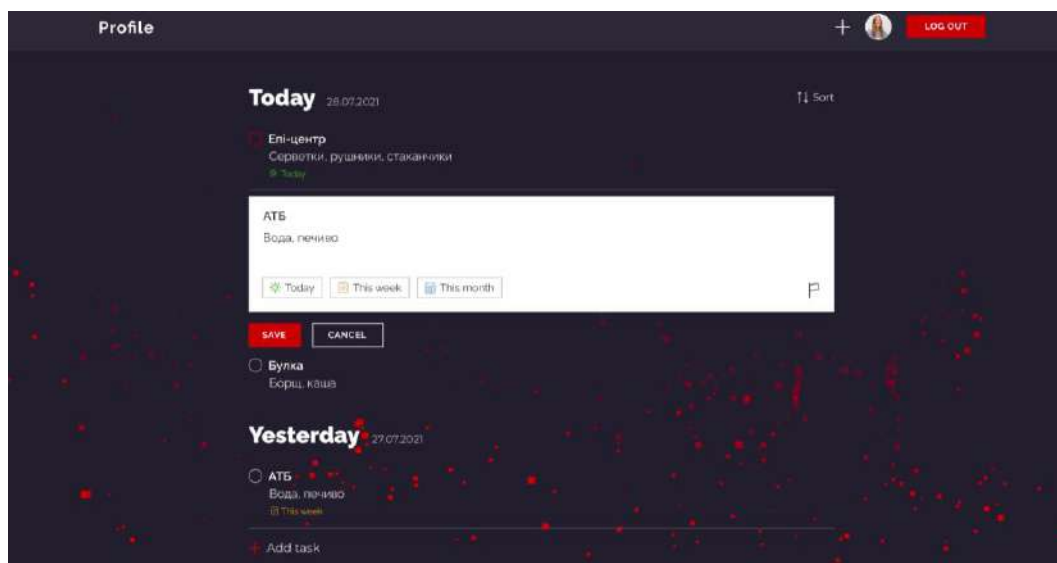 Profile
LOG OUT
Today 28.07.2021
Sort
Епі-центр
Серветки, рушники, стаканчики
Today
АТБ
Вода, печиво
Today
This week
This month
SAVE
CANCEL
Булка
Борщ, каша
Yesterday 27.07.2021
АТБ
Вода, печиво
This week
Add task